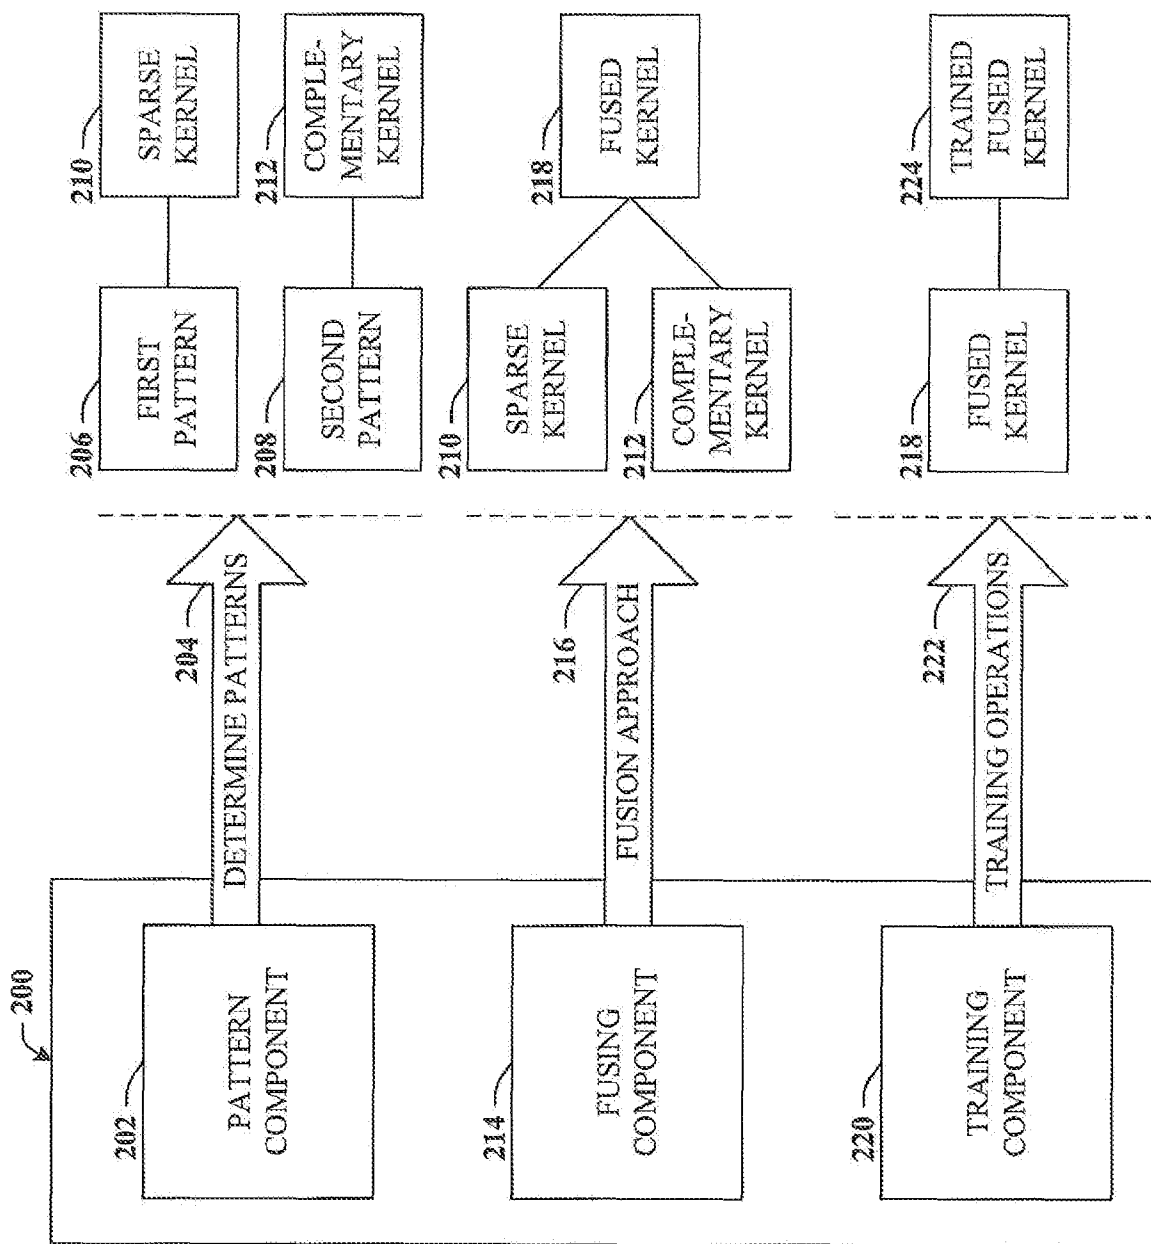 200
202
PATTERN
COMPONENT
204
DETERMINE PATTERNS
206
FIRST
PATTERN
210
SPARSE
KERNEL
208
SECOND
PATTERN
212
COMPLE-
MENTARY
KERNEL
214
FUSING
COMPONENT
216
FUSION APPROACH
210
SPARSE
KERNEL
212
COMPLE-
MENTARY
KERNEL
218
FUSED
KERNEL
220
TRAINING
COMPONENT
222
TRAINING OPERATIONS
218
FUSED
KERNEL
224
TRAINED
FUSED
KERNEL